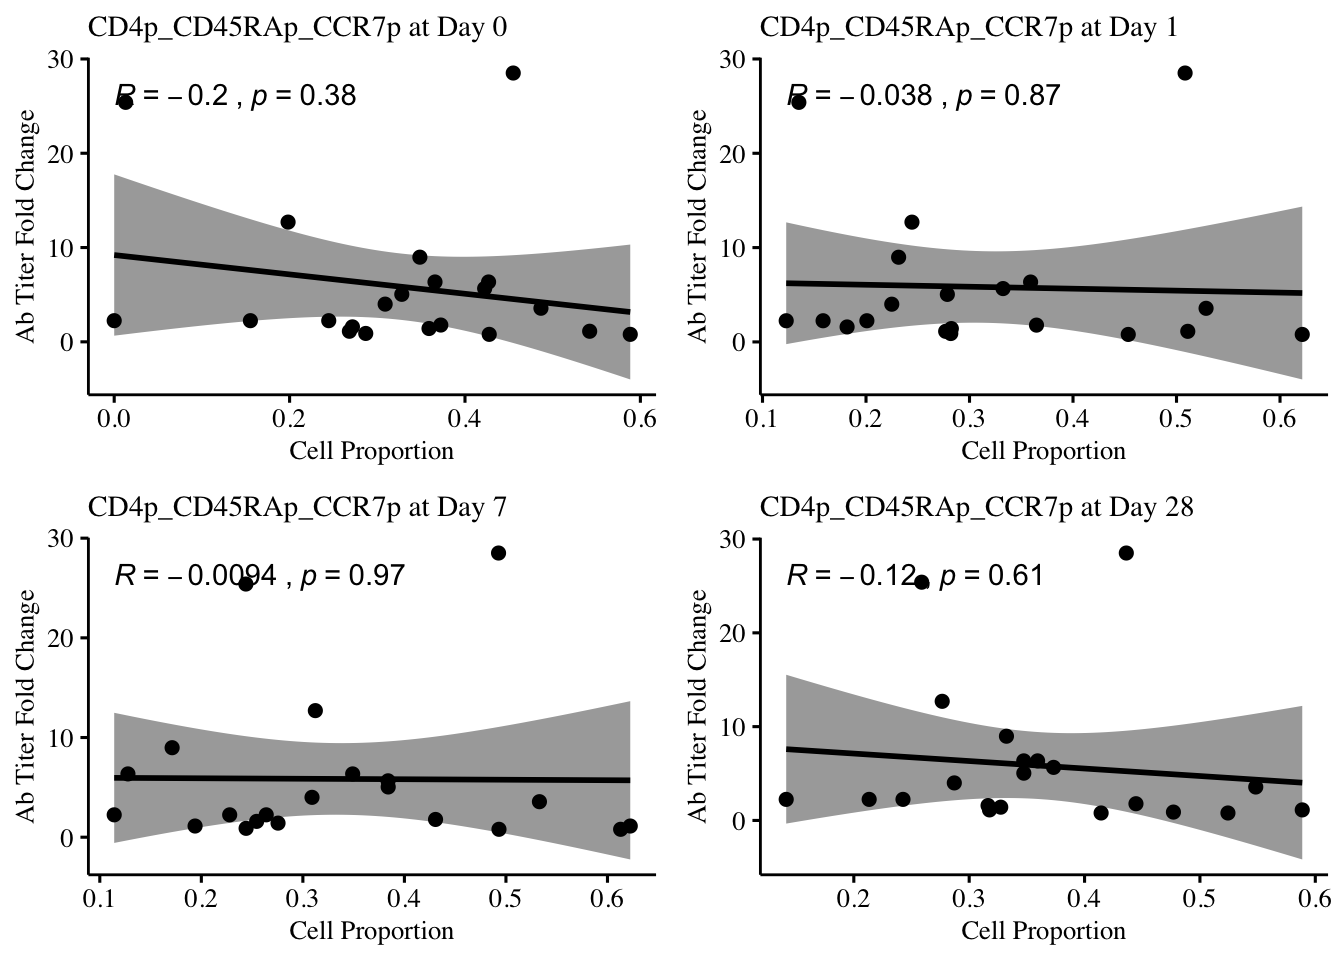 CD4p_CD45RAp_CCR7p at Day 0
R = −0.2 , p = 0.38
Ab Titer Fold Change
30
20
10
0
0.0 0.2 0.4 0.6
Cell Proportion
CD4p_CD45RAp_CCR7p at Day 1
R = −0.038 , p = 0.87
Ab Titer Fold Change
30
20
10
0
0.1 0.2 0.3 0.4 0.5 0.6
Cell Proportion
CD4p_CD45RAp_CCR7p at Day 7
R = −0.0094 , p = 0.97
Ab Titer Fold Change
30
20
10
0
0.1 0.2 0.3 0.4 0.5 0.6
Cell Proportion
CD4p_CD45RAp_CCR7p at Day 28
R = −0.12 , p = 0.61
Ab Titer Fold Change
30
20
10
0
0.2 0.3 0.4 0.5 0.6
Cell Proportion